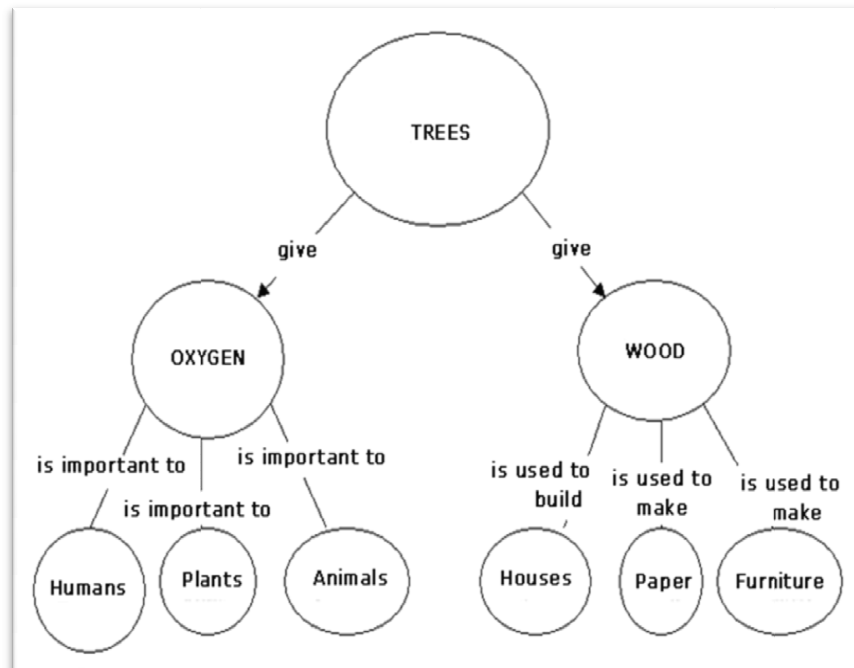 TREES
give
give
OXYGEN
WOOD
is important to
is important to
is important to
is used to
build
is used to
make
is used to
make
Humans
Plants
Animals
Houses
Paper
Furniture